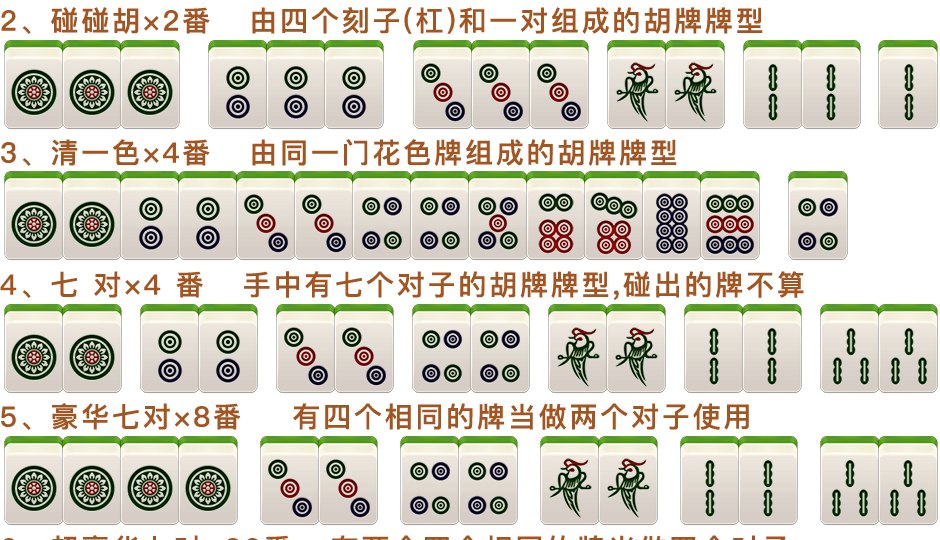 2、碰碰胡×2番 由四个刻子(杠)和一对组成的胡牌牌型
3、清一色×4番 由同一门花色牌组成的胡牌牌型
4、七 对×4 番 手中有七个对子的胡牌牌型,碰出的牌不算
5、豪华七对×8番 有四个相同的牌当做两个对子使用